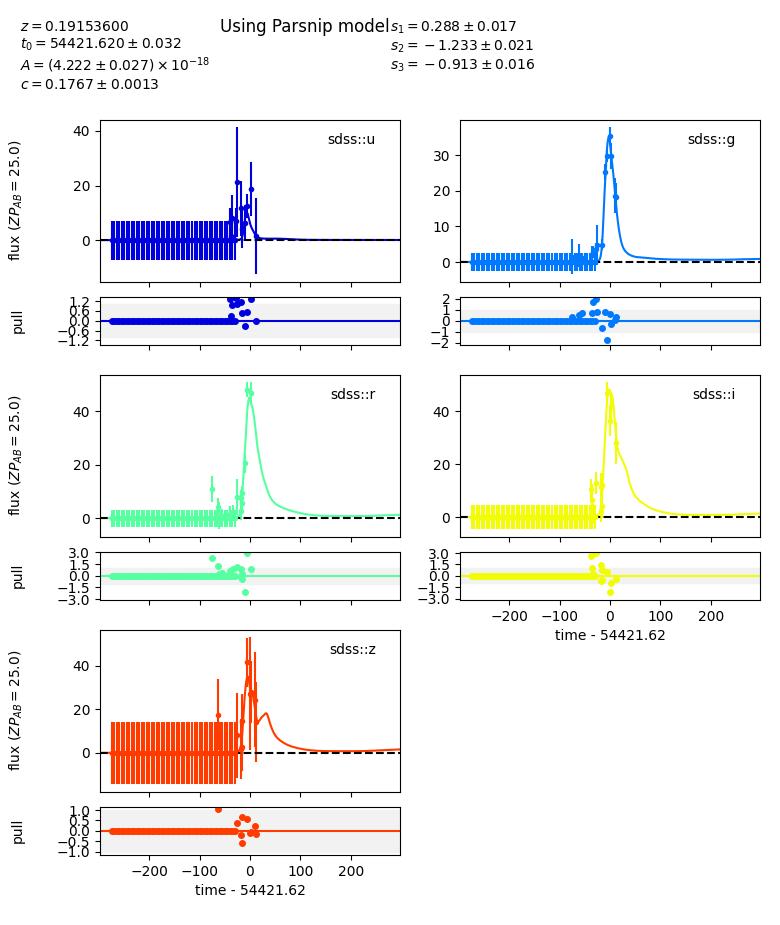 Using Parsnip model
z = 0.19153600
t₀ = 54421.620 ± 0.032
A = (4.222 ± 0.027) × 10⁻¹⁸
c = 0.1767 ± 0.0013
s₁ = 0.288 ± 0.017
s₂ = −1.233 ± 0.021
s₃ = −0.913 ± 0.016
sdss::u
flux (ZP_AB = 25.0)
40
20
0
pull
1.2
0.6
0.0
−0.6
−1.2
sdss::g
30
20
10
0
2
1
0
−1
−2
sdss::r
flux (ZP_AB = 25.0)
40
20
0
pull
3.0
1.5
0.0
−1.5
−3.0
sdss::i
40
20
0
3.0
1.5
0.0
−1.5
−3.0
−200 −100 0 100 200
time - 54421.62
sdss::z
flux (ZP_AB = 25.0)
40
20
0
pull
1.0
0.5
0.0
−0.5
−1.0
−200 −100 0 100 200
time - 54421.62